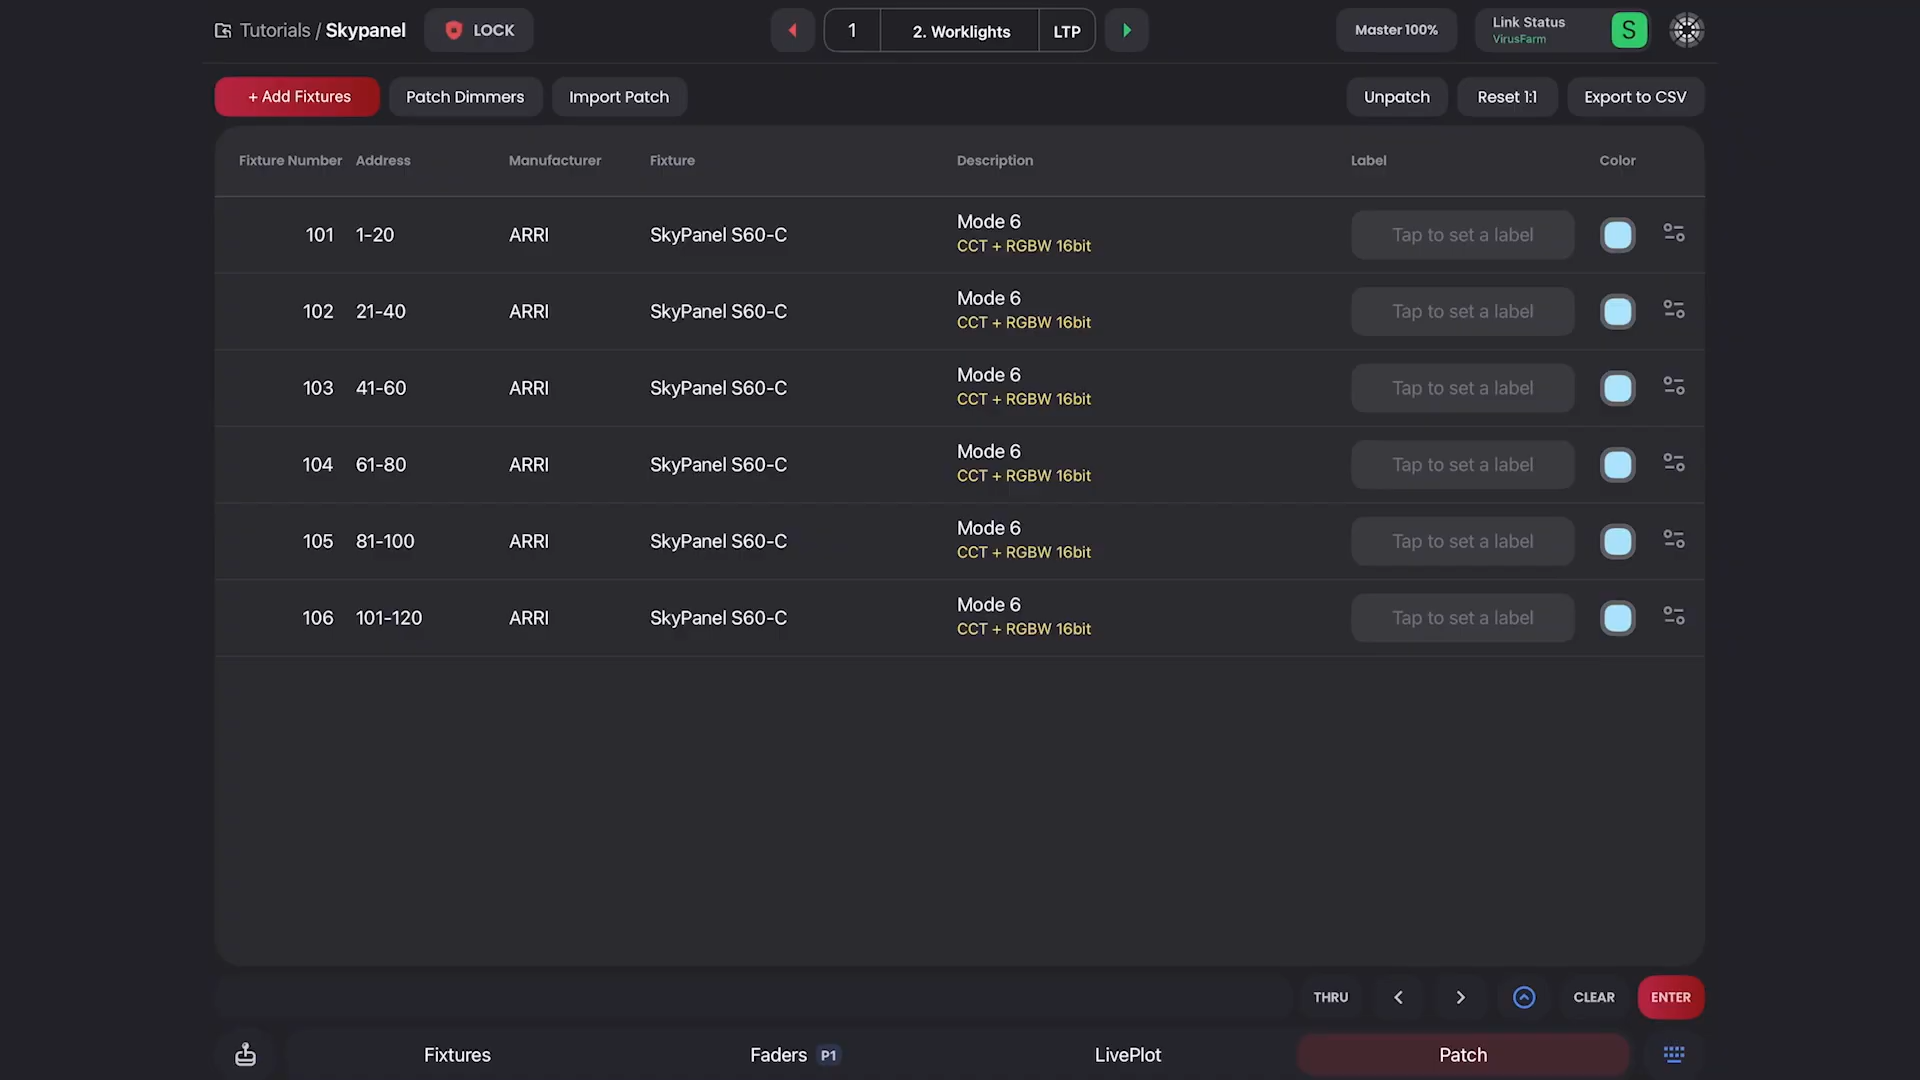 Tutorials / Skypanel
LOCK
1
2. Worklights
LTP
Master 100%
Link Status
VirusFarm
S
+ Add Fixtures
Patch Dimmers
Import Patch
Unpatch
Reset 1:1
Export to CSV
Fixture Number Address Manufacturer Fixture Description Label Color
101 1-20 ARRI SkyPanel S60-C Mode 6 Tap to set a label
CCT + RGBW 16bit
102 21-40 ARRI SkyPanel S60-C Mode 6 Tap to set a label
CCT + RGBW 16bit
103 41-60 ARRI SkyPanel S60-C Mode 6 Tap to set a label
CCT + RGBW 16bit
104 61-80 ARRI SkyPanel S60-C Mode 6 Tap to set a label
CCT + RGBW 16bit
105 81-100 ARRI SkyPanel S60-C Mode 6 Tap to set a label
CCT + RGBW 16bit
106 101-120 ARRI SkyPanel S60-C Mode 6 Tap to set a label
CCT + RGBW 16bit
THRU
CLEAR
ENTER
Fixtures
Faders P1
LivePlot
Patch